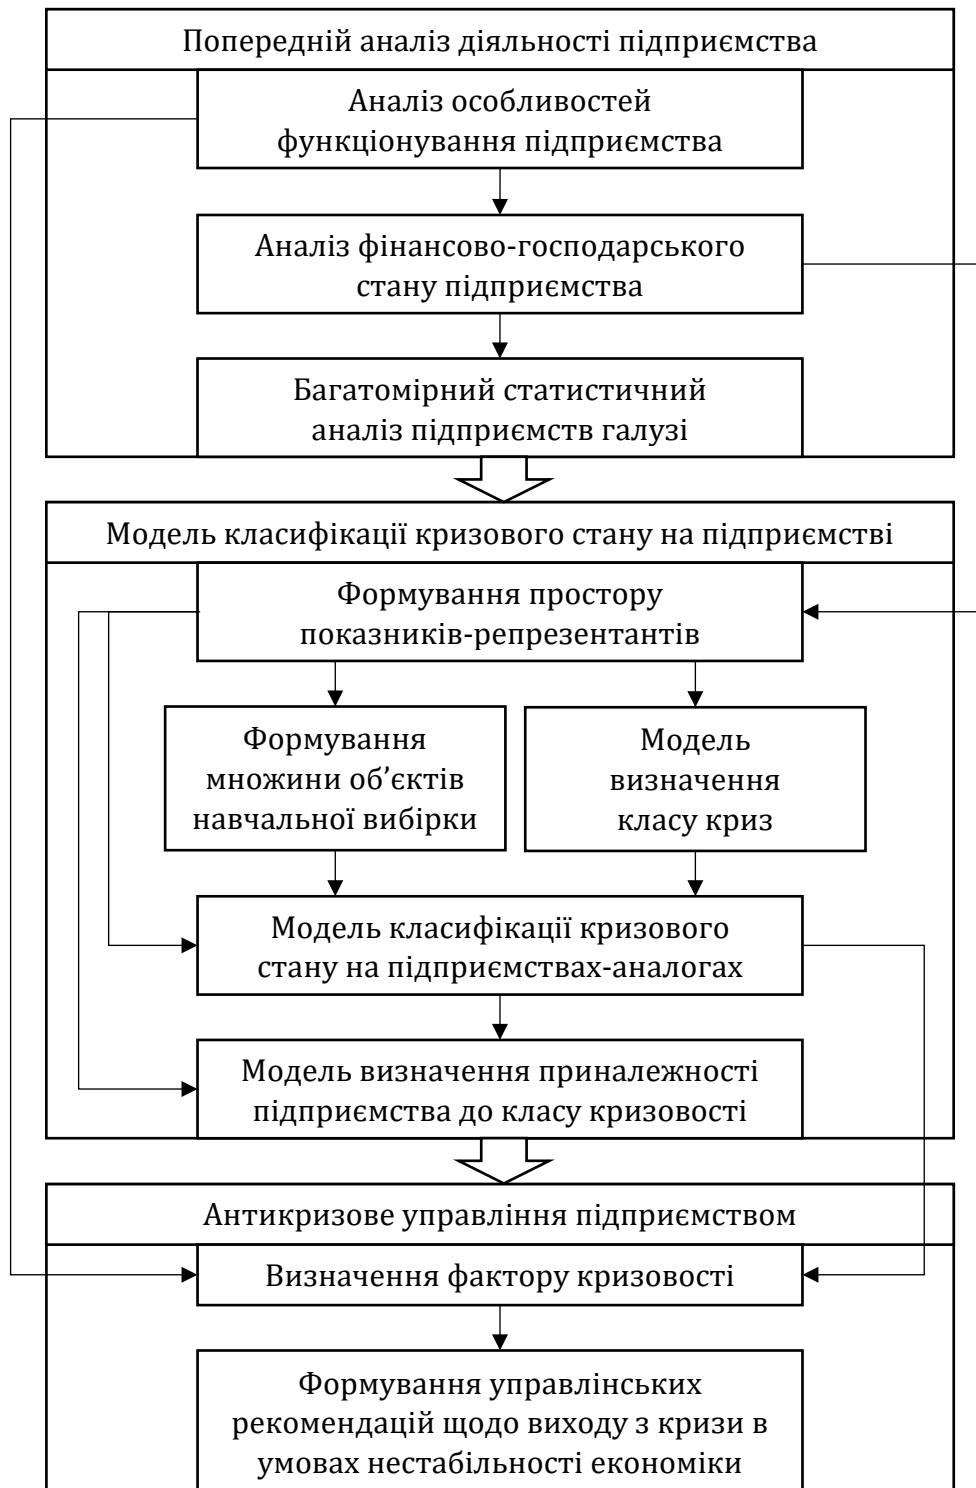 Попередній аналіз діяльності підприємства
Аналіз особливостей
функціонування підприємства
Аналіз фінансово-господарського
стану підприємства
Багатомірний статистичний
аналіз підприємств галузі
Модель класифікації кризового стану на підприємстві
Формування простору
показників-репрезентантів
Формування
множини об’єктів
навчальної вибірки
Модель
визначення
класу криз
Модель класифікації кризового
стану на підприємствах-аналогах
Модель визначення приналежності
підприємства до класу кризовості
Антикризове управління підприємством
Визначення фактору кризовості
Формування управлінських
рекомендацій щодо виходу з кризи в
умовах нестабільності економіки